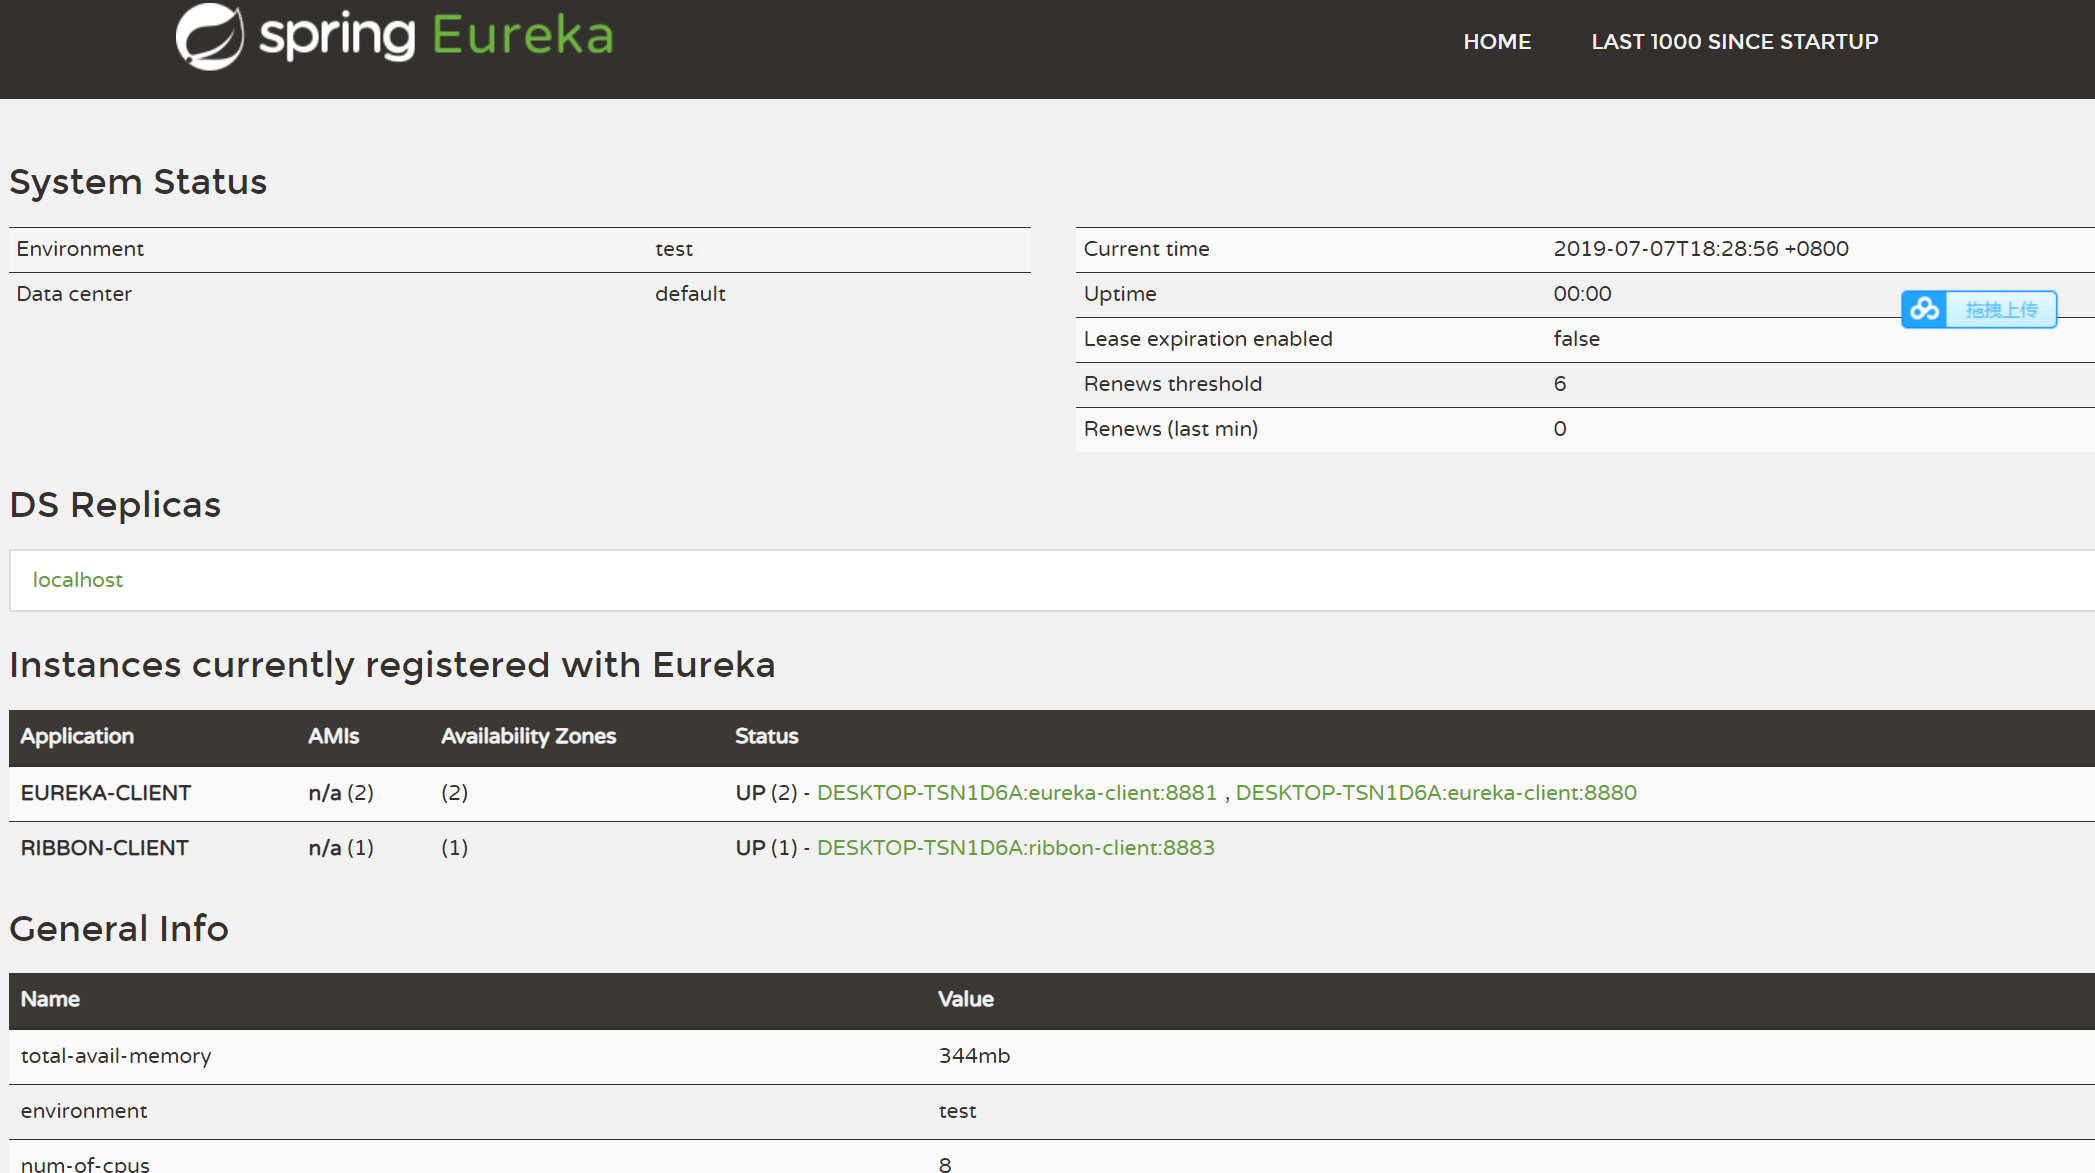 spring Eureka
HOME LAST 1000 SINCE STARTUP
System Status
Environment test
Data center default
Current time 2019-07-07T18:28:56 +0800
Uptime 00:00
拖拽上传
Lease expiration enabled false
Renews threshold 6
Renews (last min) 0
DS Replicas
localhost
Instances currently registered with Eureka
Application AMIs Availability Zones Status
EUREKA-CLIENT n/a (2) (2) UP (2) - DESKTOP-TSN1D6A:eureka-client:8881 , DESKTOP-TSN1D6A:eureka-client:8880
RIBBON-CLIENT n/a (1) (1) UP (1) - DESKTOP-TSN1D6A:ribbon-client:8883
General Info
Name Value
total-avail-memory 344mb
environment test
num-of-cpus 8